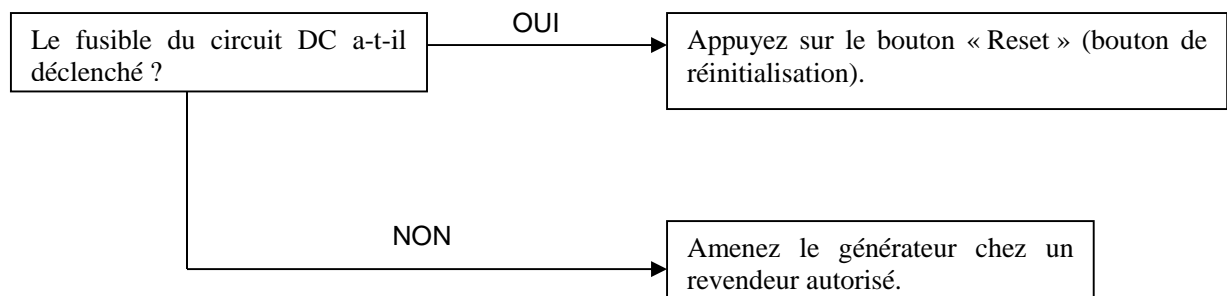 Le fusible du circuit DC a-t-il
déclenché ?
OUI
Appuyez sur le bouton « Reset » (bouton de
réinitialisation).
NON
Amenez le générateur chez un
revendeur autorisé.